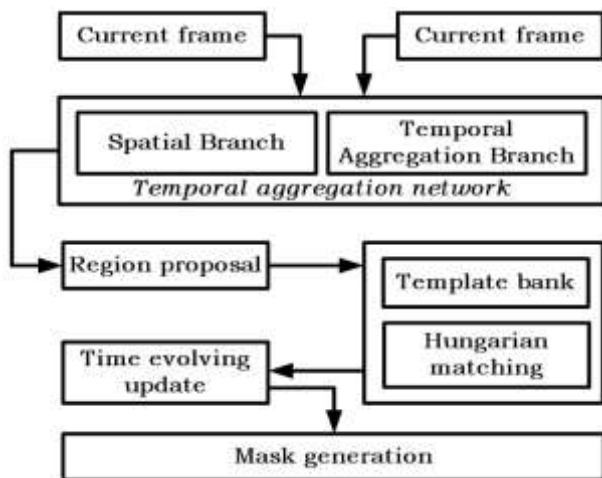 Current frame
Current frame
Spatial Branch
Temporal
Aggregation Branch
Temporal aggregation network
Region proposal
Template bank
Hungarian
matching
Time evolving
update
Mask generation